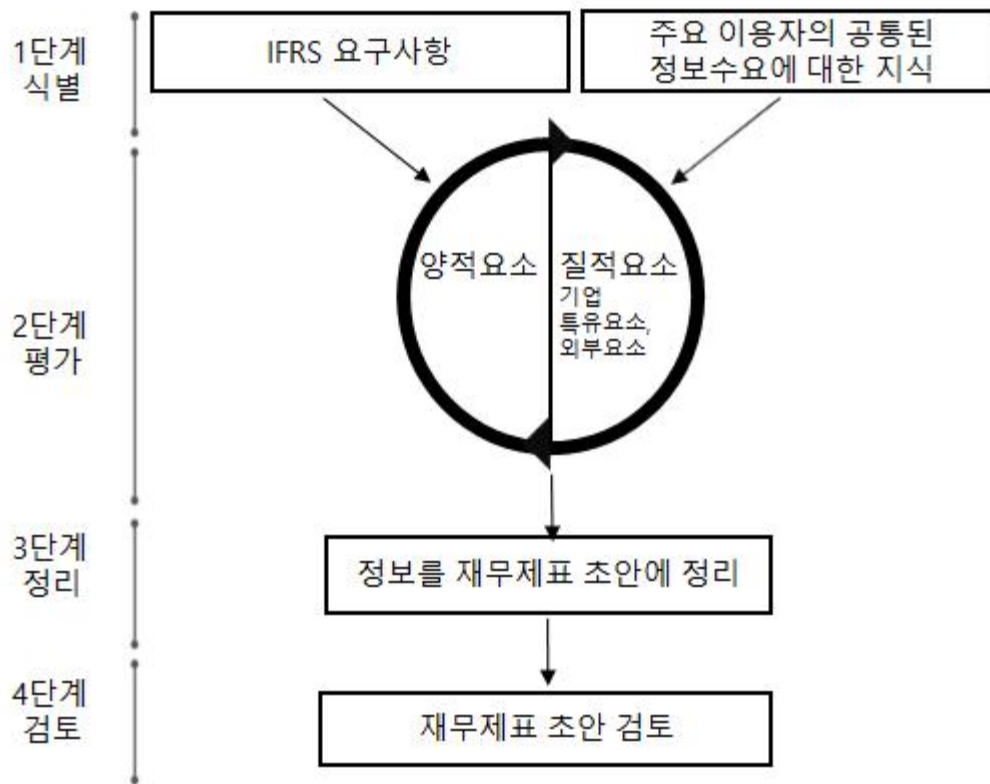 1단계
식별
IFRS 요구사항
주요 이용자의 공통된
정보수요에 대한 지식
2단계
평가
양적요소
질적요소
기업
특유요소,
외부요소
3단계
정리
정보를 재무제표 초안에 정리
4단계
검토
재무제표 초안 검토